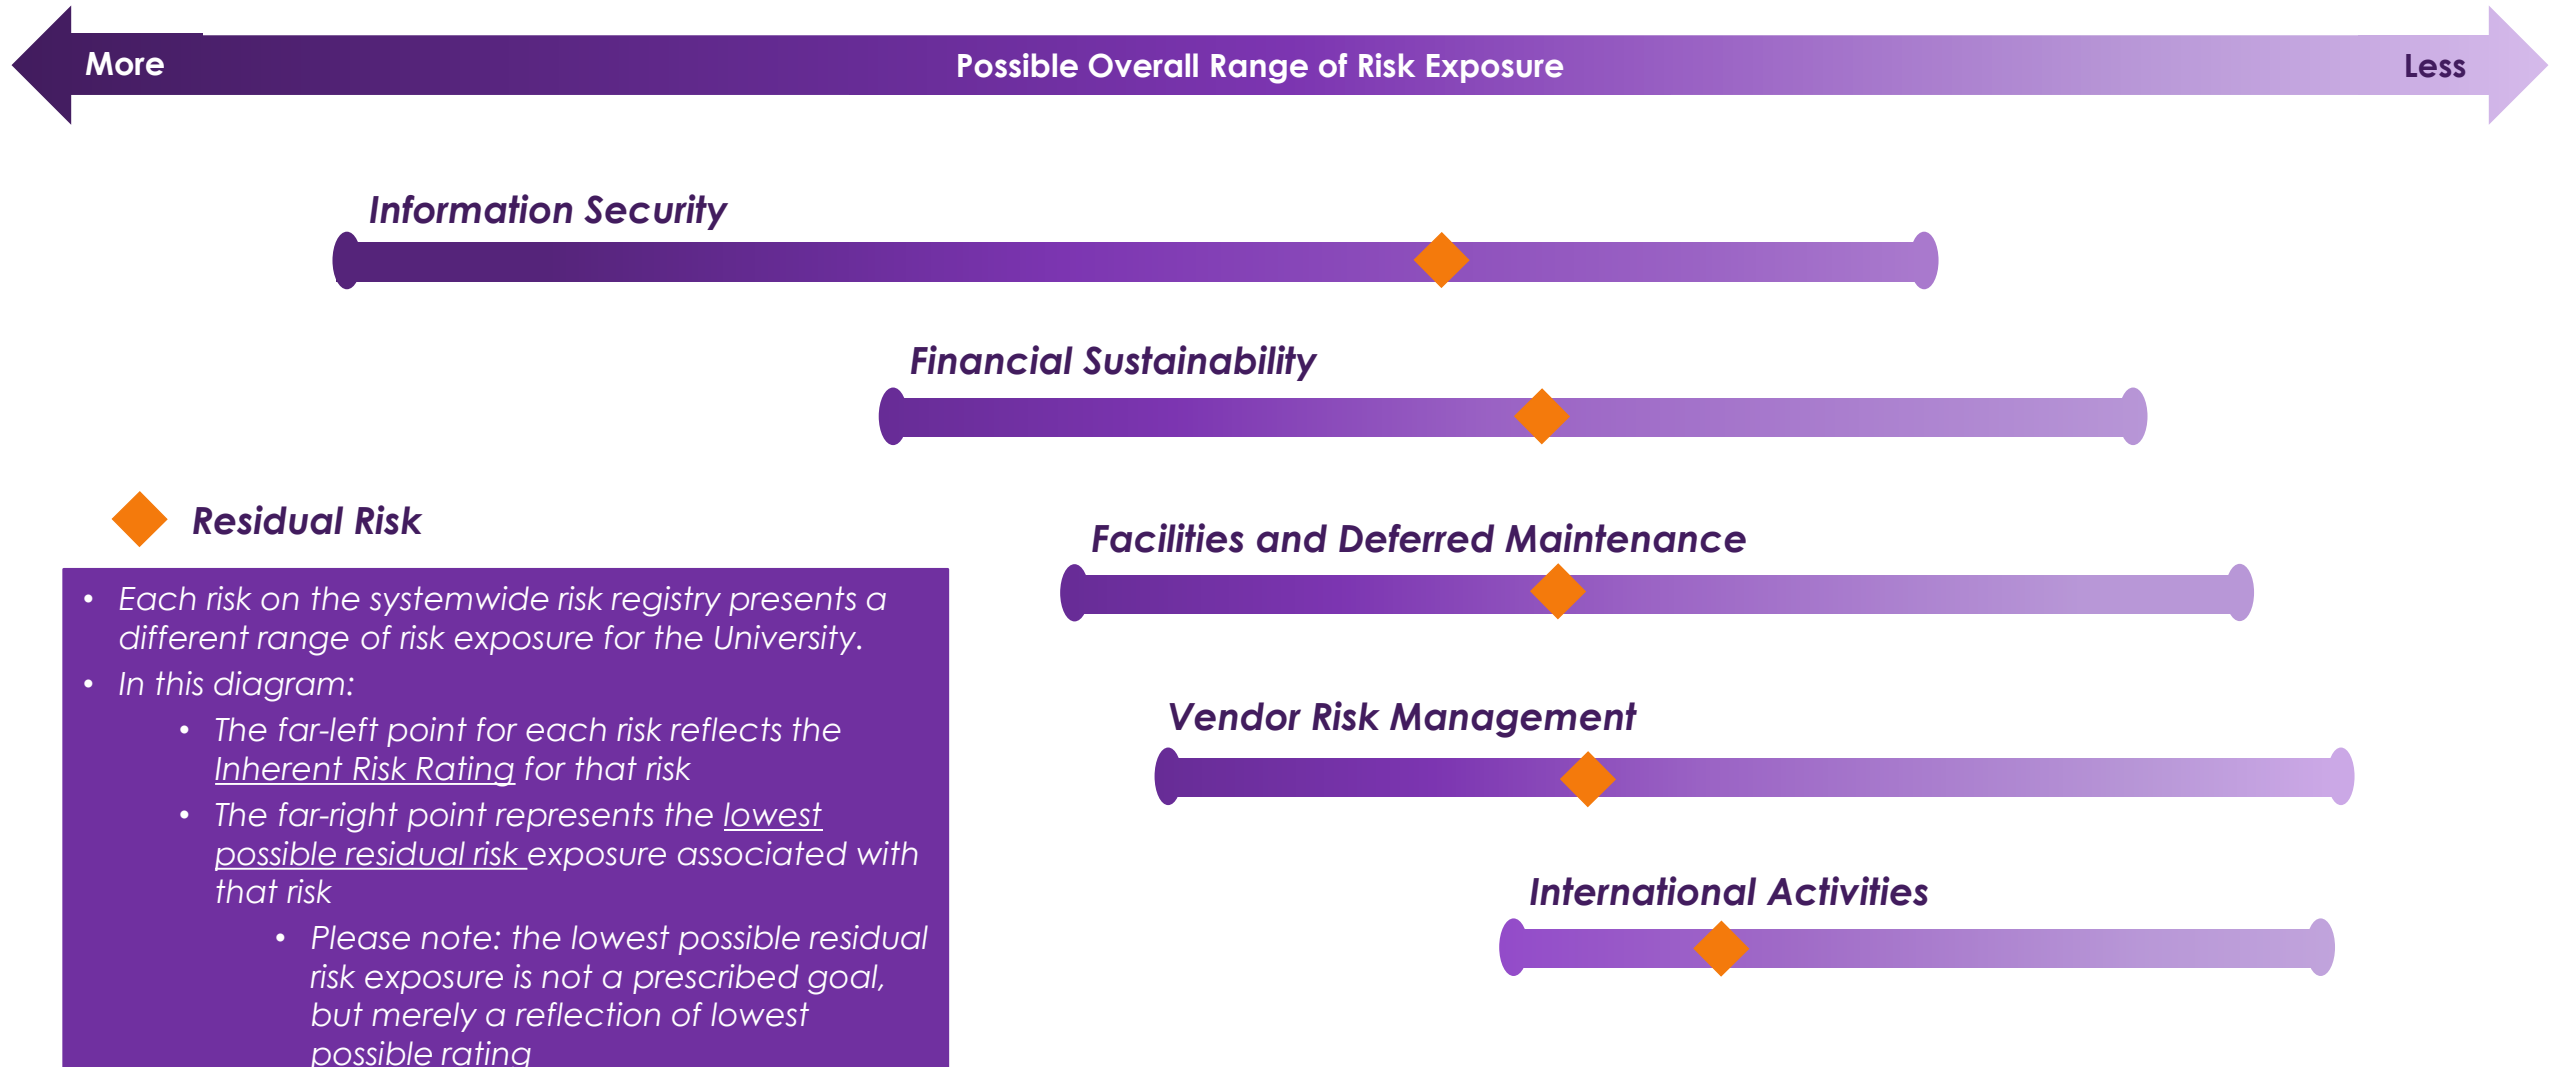 More
Possible Overall Range of Risk Exposure
Less
Information Security
Financial Sustainability
Residual Risk
• Each risk on the systemwide risk registry presents a
different range of risk exposure for the University.
• In this diagram:
• The far-left point for each risk reflects the
Inherent Risk Rating for that risk
• The far-right point represents the lowest
possible residual risk exposure associated with
that risk
• Please note: the lowest possible residual
risk exposure is not a prescribed goal,
but merely a reflection of lowest
possible rating
Facilities and Deferred Maintenance
Vendor Risk Management
International Activities